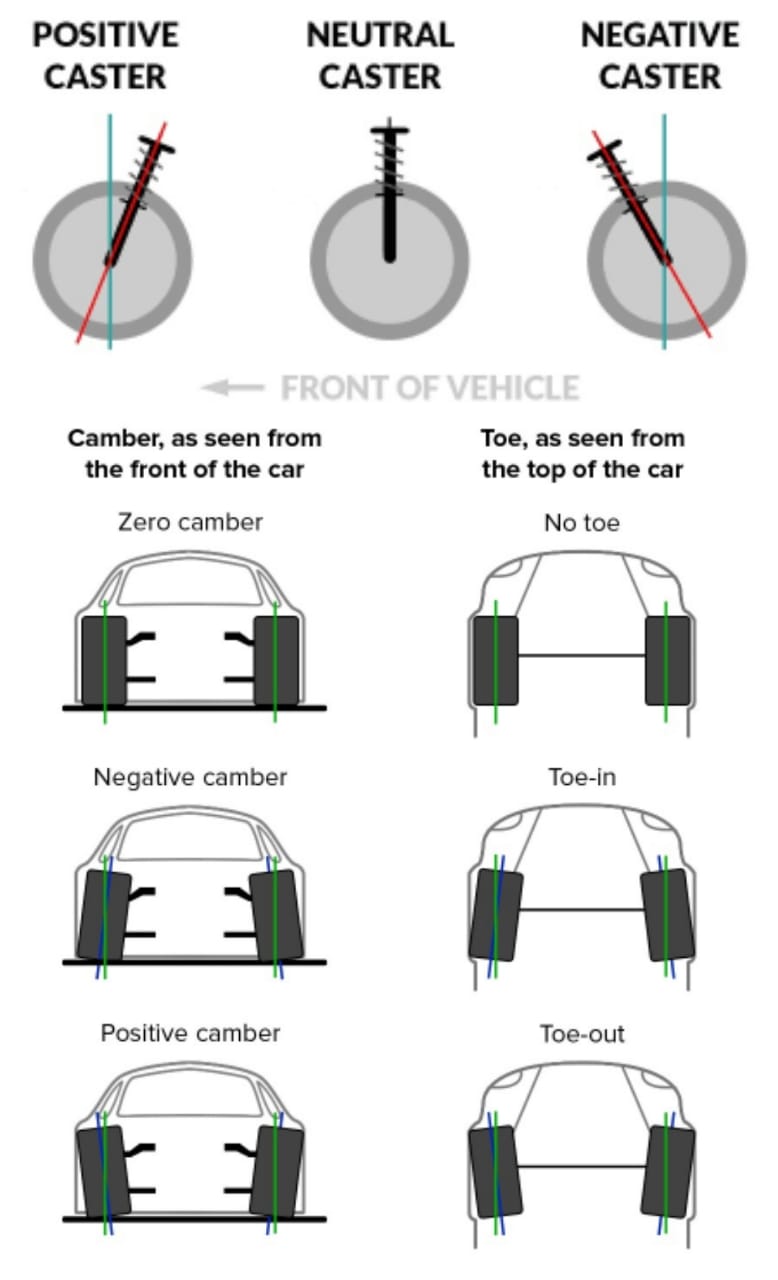 POSITIVE
CASTER
NEUTRAL
CASTER
NEGATIVE
CASTER
FRONT OF VEHICLE
Camber, as seen from
the front of the car
Toe, as seen from
the top of the car
Zero camber
No toe
Negative camber
Toe-in
Positive camber
Toe-out